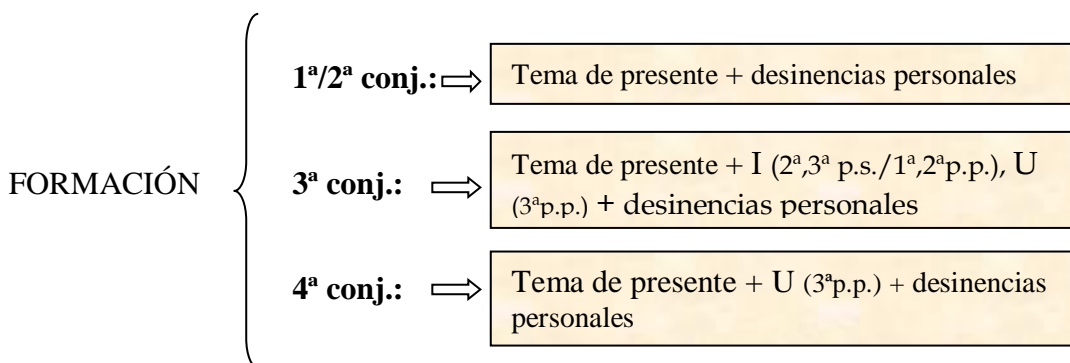 1ª/2ª conj.:
Tema de presente + desinencias personales
FORMACIÓN
3ª conj.:
Tema de presente + I (2ª,3ª p.s./1ª,2ªp.p.), U
(3ªp.p.) + desinencias personales
4ª conj.:
Tema de presente + U (3ªp.p.) + desinencias
personales